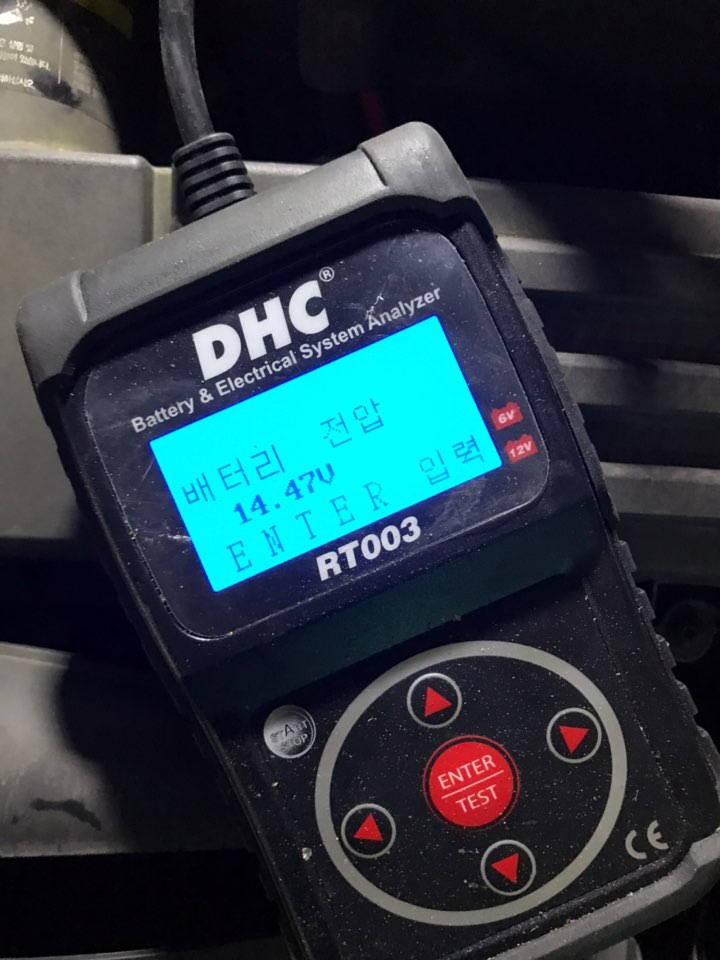 DHC®
Battery & Electrical System Analyzer
배터리 전압
14.47V
ENTER 입력
6V
12V
RT003
START
STOP
ENTER
TEST
CE